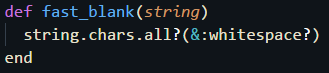 def fast_blank(string)
  string.chars.all?(&:whitespace?)
end